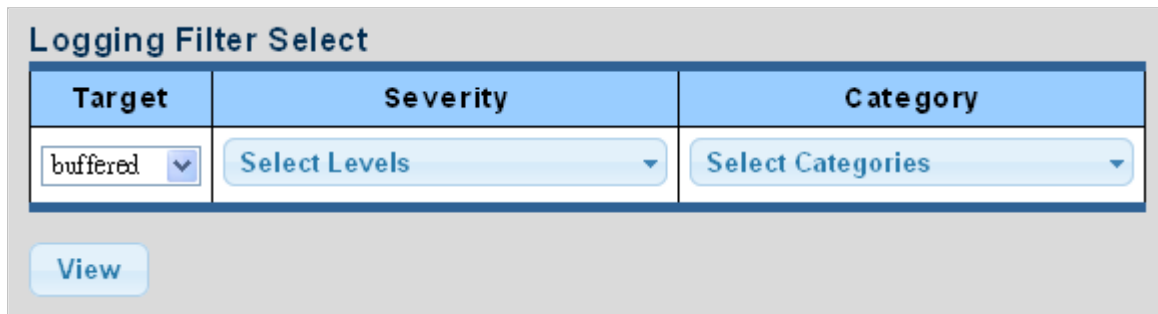 Logging Filter Select
Target Severity Category
buffered Select Levels Select Categories
View